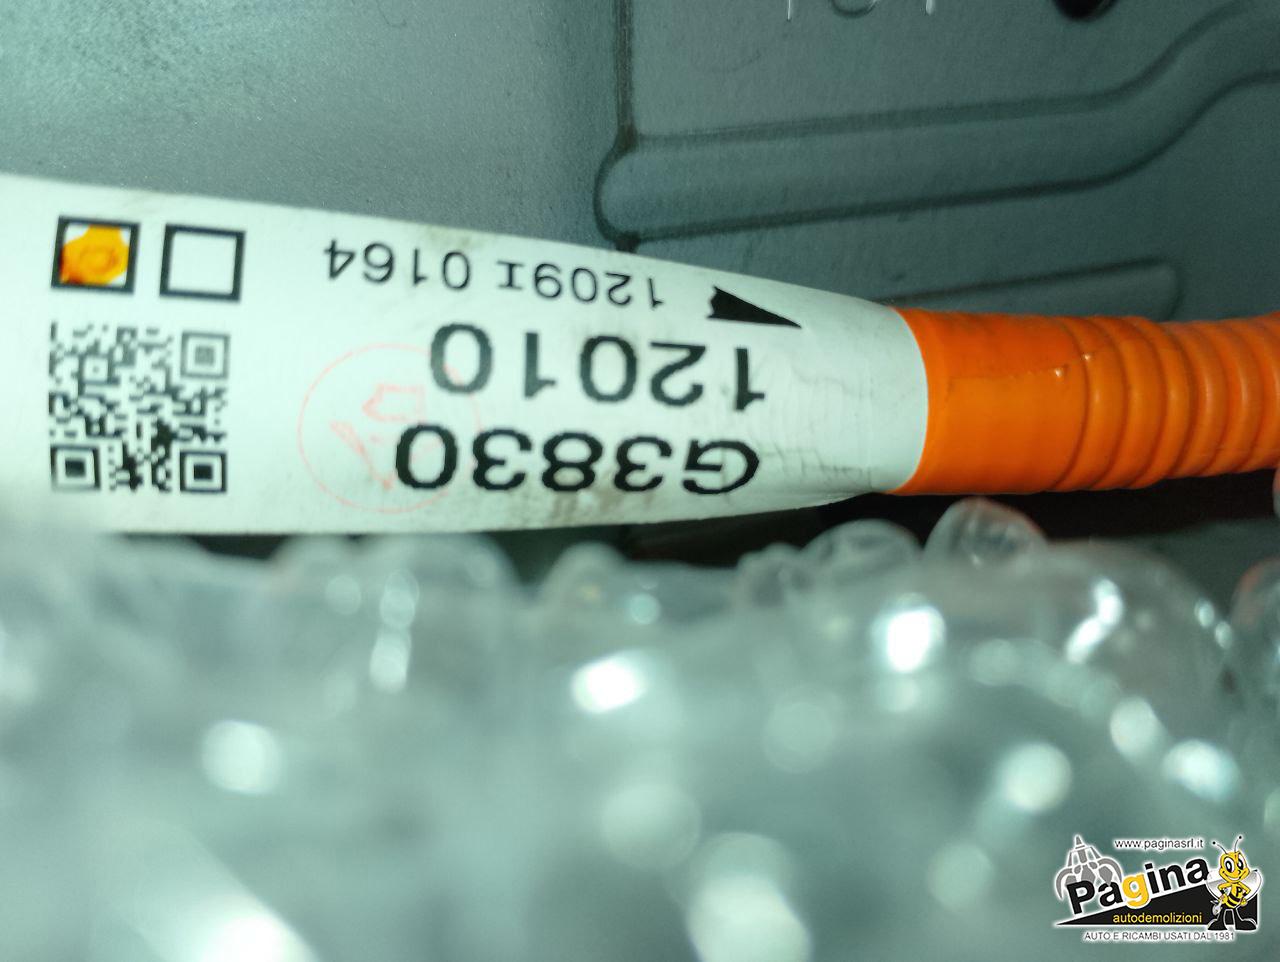 G3830
12010
1209I 0164
www.paginasrl.it
Pagina
autodemolizioni
AUTO E RICAMBI USATI DAL 1981